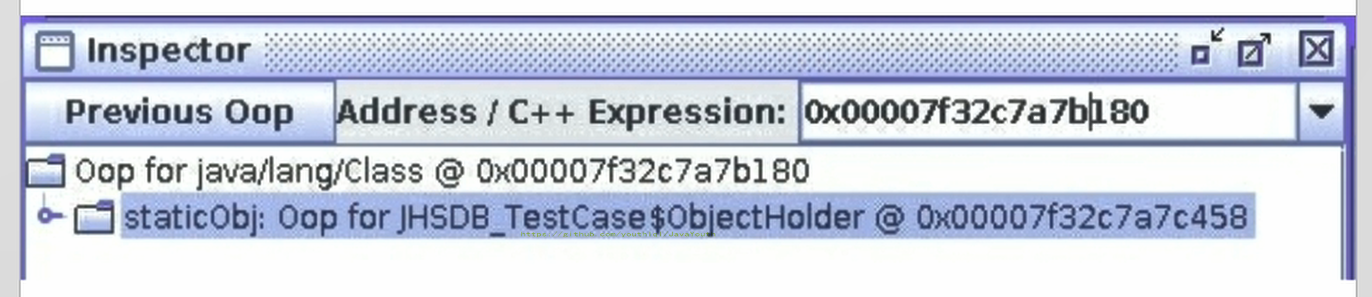 Inspector
Previous Oop Address / C++ Expression: 0x00007f32c7a7b180
Oop for java/lang/Class @ 0x00007f32c7a7b180
staticObj: Oop for JHSDB_TestCase$ObjectHolder @ 0x00007f32c7a7c458